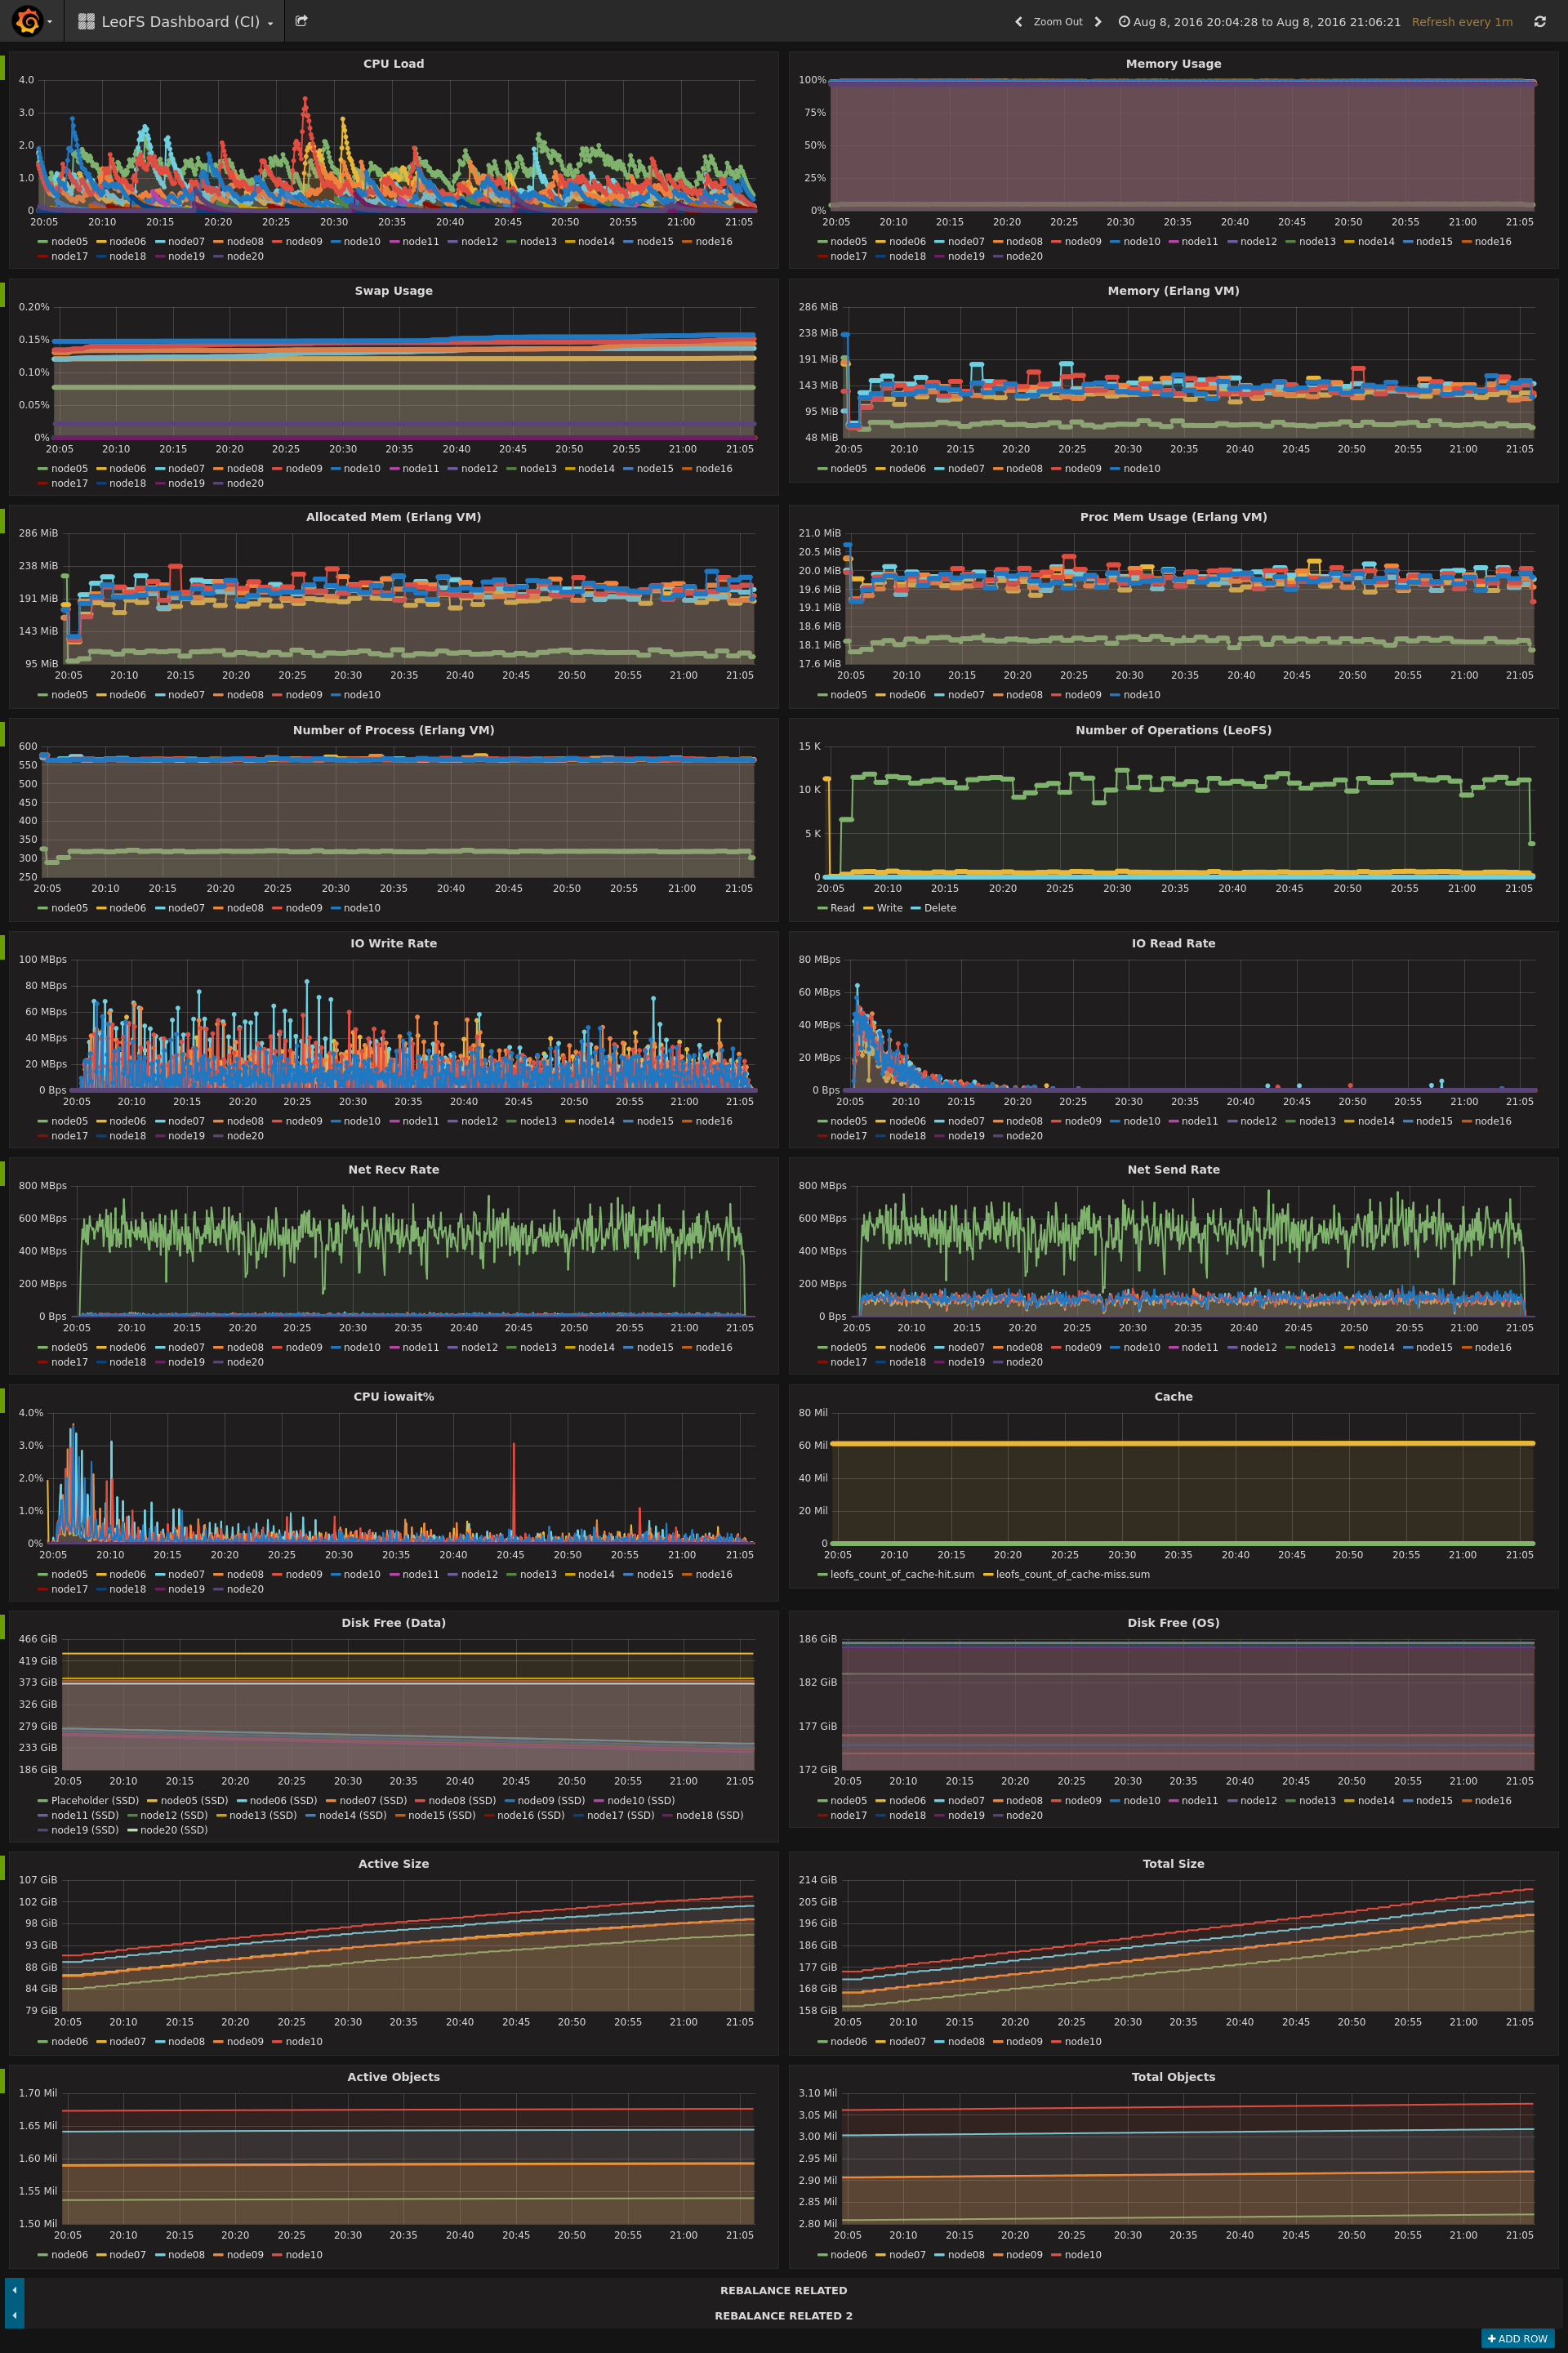 LeoFS Dashboard (CI)
Zoom Out
Aug 8, 2016 20:04:28 to Aug 8, 2016 21:06:21 Refresh every 1m
CPU Load
4.0
3.0
2.0
1.0
0
20:05 20:10 20:15 20:20 20:25 20:30 20:35 20:40 20:45 20:50 20:55 21:00 21:05
node05 node06 node07 node08 node09 node10 node11 node12 node13 node14 node15 node16
node17 node18 node19 node20
Memory Usage
100%
75%
50%
25%
0%
20:05 20:10 20:15 20:20 20:25 20:30 20:35 20:40 20:45 20:50 20:55 21:00 21:05
node05 node06 node07 node08 node09 node10 node11 node12 node13 node14 node15 node16
node17 node18 node19 node20
Swap Usage
0.20%
0.15%
0.10%
0.05%
0%
20:05 20:10 20:15 20:20 20:25 20:30 20:35 20:40 20:45 20:50 20:55 21:00 21:05
node05 node06 node07 node08 node09 node10 node11 node12 node13 node14 node15 node16
node17 node18 node19 node20
Memory (Erlang VM)
286 MiB
238 MiB
191 MiB
143 MiB
95 MiB
48 MiB
20:05 20:10 20:15 20:20 20:25 20:30 20:35 20:40 20:45 20:50 20:55 21:00 21:05
node05 node06 node07 node08 node09 node10
Allocated Mem (Erlang VM)
286 MiB
238 MiB
191 MiB
143 MiB
95 MiB
20:05 20:10 20:15 20:20 20:25 20:30 20:35 20:40 20:45 20:50 20:55 21:00 21:05
node05 node06 node07 node08 node09 node10
Proc Mem Usage (Erlang VM)
21.0 MiB
20.5 MiB
20.0 MiB
19.6 MiB
19.1 MiB
18.6 MiB
18.1 MiB
17.6 MiB
20:05 20:10 20:15 20:20 20:25 20:30 20:35 20:40 20:45 20:50 20:55 21:00 21:05
node05 node06 node07 node08 node09 node10
Number of Process (Erlang VM)
600
550
500
450
400
350
300
250
20:05 20:10 20:15 20:20 20:25 20:30 20:35 20:40 20:45 20:50 20:55 21:00 21:05
node05 node06 node07 node08 node09 node10
Number of Operations (LeoFS)
15 K
10 K
5 K
0
20:05 20:10 20:15 20:20 20:25 20:30 20:35 20:40 20:45 20:50 20:55 21:00 21:05
Read Write Delete
IO Write Rate
100 MBps
80 MBps
60 MBps
40 MBps
20 MBps
0 Bps
20:05 20:10 20:15 20:20 20:25 20:30 20:35 20:40 20:45 20:50 20:55 21:00 21:05
node05 node06 node07 node08 node09 node10 node11 node12 node13 node14 node15 node16
node17 node18 node19 node20
IO Read Rate
80 MBps
60 MBps
40 MBps
20 MBps
0 Bps
20:05 20:10 20:15 20:20 20:25 20:30 20:35 20:40 20:45 20:50 20:55 21:00 21:05
node05 node06 node07 node08 node09 node10 node11 node12 node13 node14 node15 node16
node17 node18 node19 node20
Net Recv Rate
800 MBps
600 MBps
400 MBps
200 MBps
0 Bps
20:05 20:10 20:15 20:20 20:25 20:30 20:35 20:40 20:45 20:50 20:55 21:00 21:05
node05 node06 node07 node08 node09 node10 node11 node12 node13 node14 node15 node16
node17 node18 node19 node20
Net Send Rate
800 MBps
600 MBps
400 MBps
200 MBps
0 Bps
20:05 20:10 20:15 20:20 20:25 20:30 20:35 20:40 20:45 20:50 20:55 21:00 21:05
node05 node06 node07 node08 node09 node10 node11 node12 node13 node14 node15 node16
node17 node18 node19 node20
CPU iowait%
4.0%
3.0%
2.0%
1.0%
0%
20:05 20:10 20:15 20:20 20:25 20:30 20:35 20:40 20:45 20:50 20:55 21:00 21:05
node05 node06 node07 node08 node09 node10 node11 node12 node13 node14 node15 node16
node17 node18 node19 node20
Cache
80 Mil
60 Mil
40 Mil
20 Mil
0
20:05 20:10 20:15 20:20 20:25 20:30 20:35 20:40 20:45 20:50 20:55 21:00 21:05
leofs_count_of_cache-hit.sum leofs_count_of_cache-miss.sum
Disk Free (Data)
466 GiB
419 GiB
373 GiB
326 GiB
279 GiB
233 GiB
186 GiB
20:05 20:10 20:15 20:20 20:25 20:30 20:35 20:40 20:45 20:50 20:55 21:00 21:05
Placeholder (SSD) node05 (SSD) node06 (SSD) node07 (SSD) node08 (SSD) node09 (SSD) node10 (SSD)
node11 (SSD) node12 (SSD) node13 (SSD) node14 (SSD) node15 (SSD) node16 (SSD) node17 (SSD) node18 (SSD)
node19 (SSD) node20 (SSD)
Disk Free (OS)
186 GiB
182 GiB
177 GiB
172 GiB
20:05 20:10 20:15 20:20 20:25 20:30 20:35 20:40 20:45 20:50 20:55 21:00 21:05
node05 node06 node07 node08 node09 node10 node11 node12 node13 node14 node15 node16
node17 node18 node19 node20
Active Size
107 GiB
102 GiB
98 GiB
93 GiB
88 GiB
84 GiB
79 GiB
20:05 20:10 20:15 20:20 20:25 20:30 20:35 20:40 20:45 20:50 20:55 21:00 21:05
node06 node07 node08 node09 node10
Total Size
214 GiB
205 GiB
196 GiB
186 GiB
177 GiB
168 GiB
158 GiB
20:05 20:10 20:15 20:20 20:25 20:30 20:35 20:40 20:45 20:50 20:55 21:00 21:05
node06 node07 node08 node09 node10
Active Objects
1.70 Mil
1.65 Mil
1.60 Mil
1.55 Mil
1.50 Mil
20:05 20:10 20:15 20:20 20:25 20:30 20:35 20:40 20:45 20:50 20:55 21:00 21:05
node06 node07 node08 node09 node10
Total Objects
3.10 Mil
3.05 Mil
3.00 Mil
2.95 Mil
2.90 Mil
2.85 Mil
2.80 Mil
20:05 20:10 20:15 20:20 20:25 20:30 20:35 20:40 20:45 20:50 20:55 21:00 21:05
node06 node07 node08 node09 node10
REBALANCE RELATED
REBALANCE RELATED 2
ADD ROW